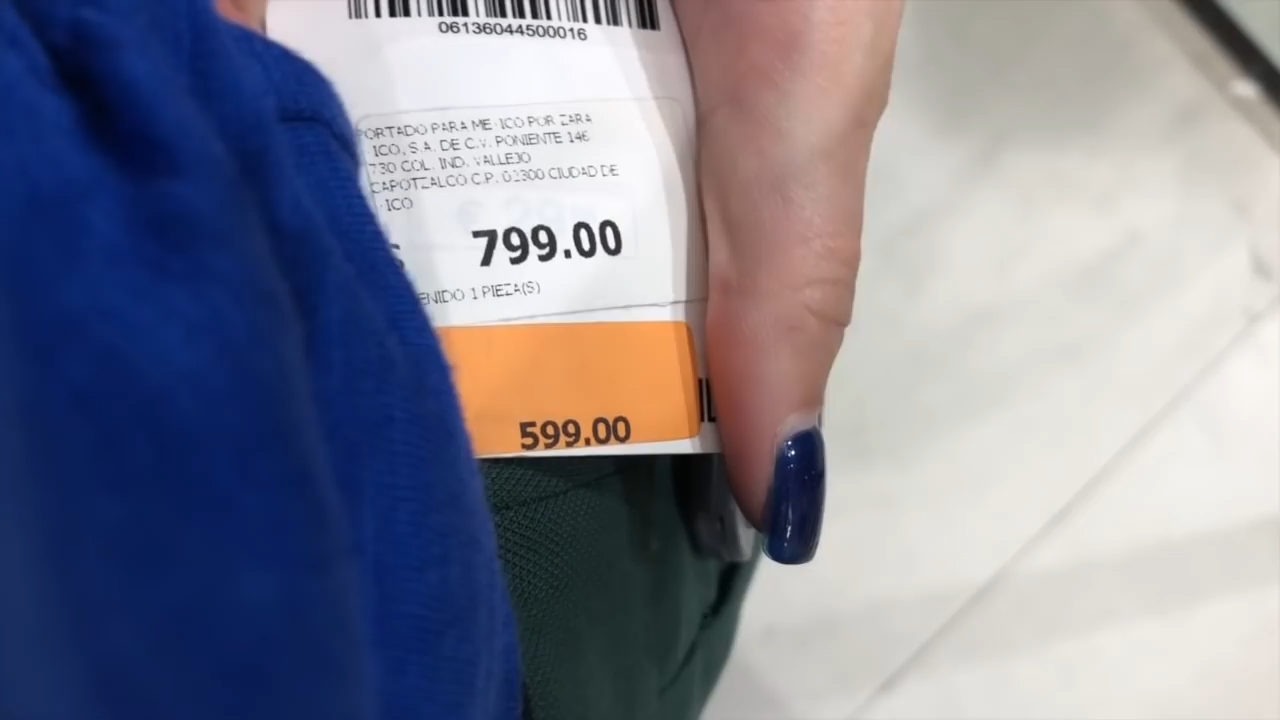 06136044500016
ORTADO PARA ME ICO POR ZARA
ICO, S.A. DE C.V. PONIENTE 146
730 COL. IND. VALLEJO
CAPOTZALCO C.P. 02300 CIUDAD DE
ICO
$ 799.00
ENIDO 1 PIEZA(S)
599.00